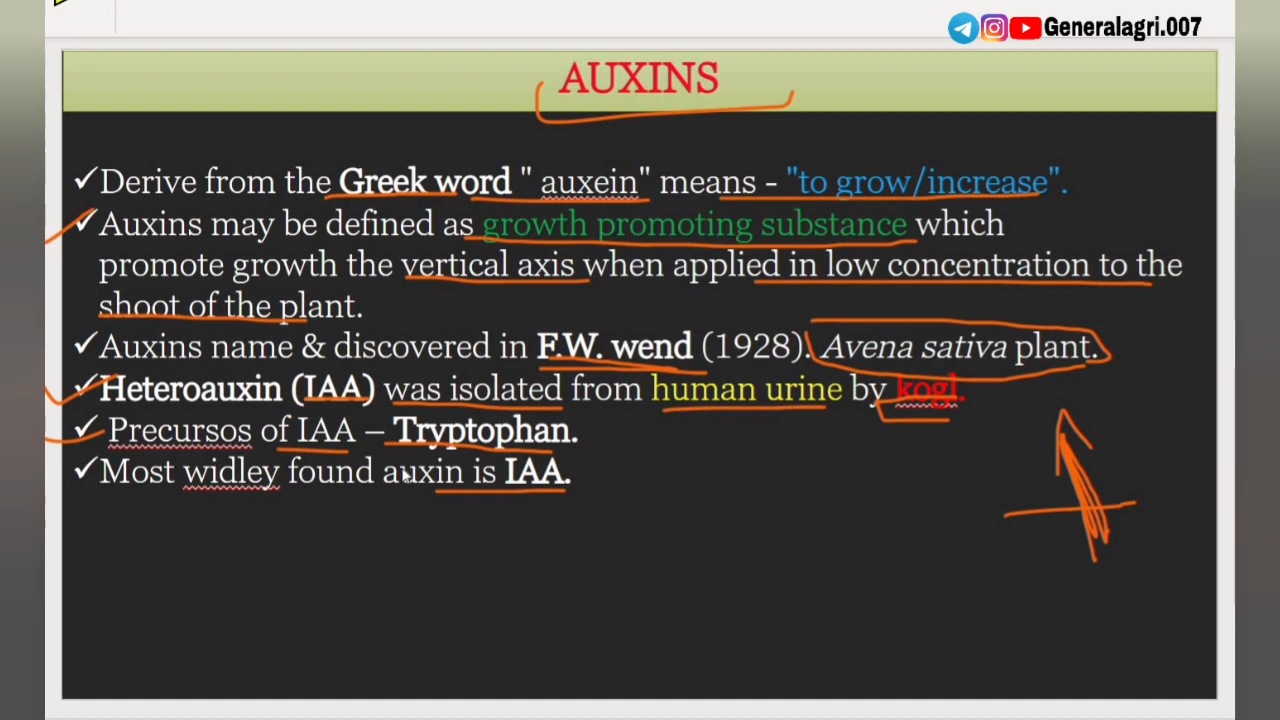 Generalagri.007
AUXINS
✓Derive from the Greek word " auxein" means - "to grow/increase".
✓Auxins may be defined as growth promoting substance which
promote growth the vertical axis when applied in low concentration to the
shoot of the plant.
✓Auxins name & discovered in F.W. wend (1928). Avena sativa plant.
✓Heteroauxin (IAA) was isolated from human urine by kogl.
✓ Precursos of IAA – Tryptophan.
✓Most widley found auxin is IAA.